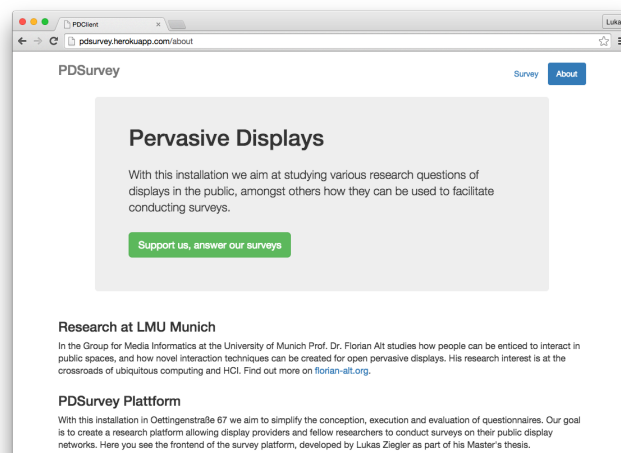 PDClient
Luka
pdsurvey.herokuapp.com/about
PDSurvey
Survey
About
Pervasive Displays
With this installation we aim at studying various research questions of
displays in the public, amongst others how they can be used to facilitate
conducting surveys.
Support us, answer our surveys
Research at LMU Munich
In the Group for Media Informatics at the University of Munich Prof. Dr. Florian Alt studies how people can be enticed to interact in
public spaces, and how novel interaction techniques can be created for open pervasive displays. His research interest is at the
crossroads of ubiquitous computing and HCI. Find out more on florian-alt.org.
PDSurvey Plattform
With this installation in Oettingenstraße 67 we aim to simplify the conception, execution and evaluation of questionnaires. Our goal
is to create a research platform allowing display providers and fellow researchers to conduct surveys on their public display
networks. Here you see the frontend of the survey platform, developed by Lukas Ziegler as part of his Master's thesis.